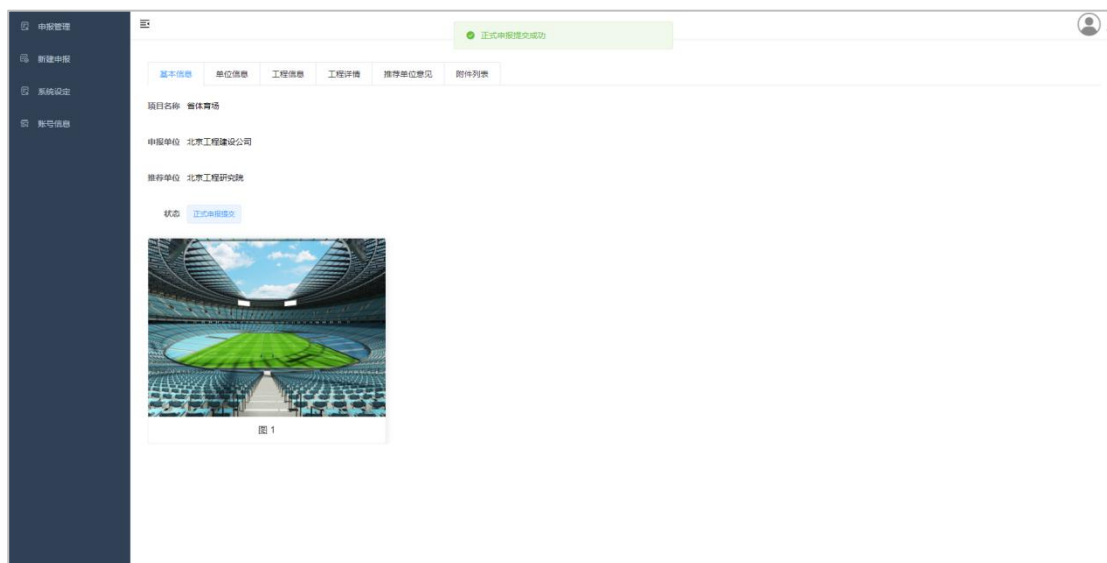 申报管理
新建申报
系统设定
账号信息
正式申报提交成功
基本信息 单位信息 工程信息 工程详情 推荐单位意见 附件列表
项目名称 省体育场
申报单位 北京工程建设公司
推荐单位 北京工程研究院
状态 正式申报提交
图 1